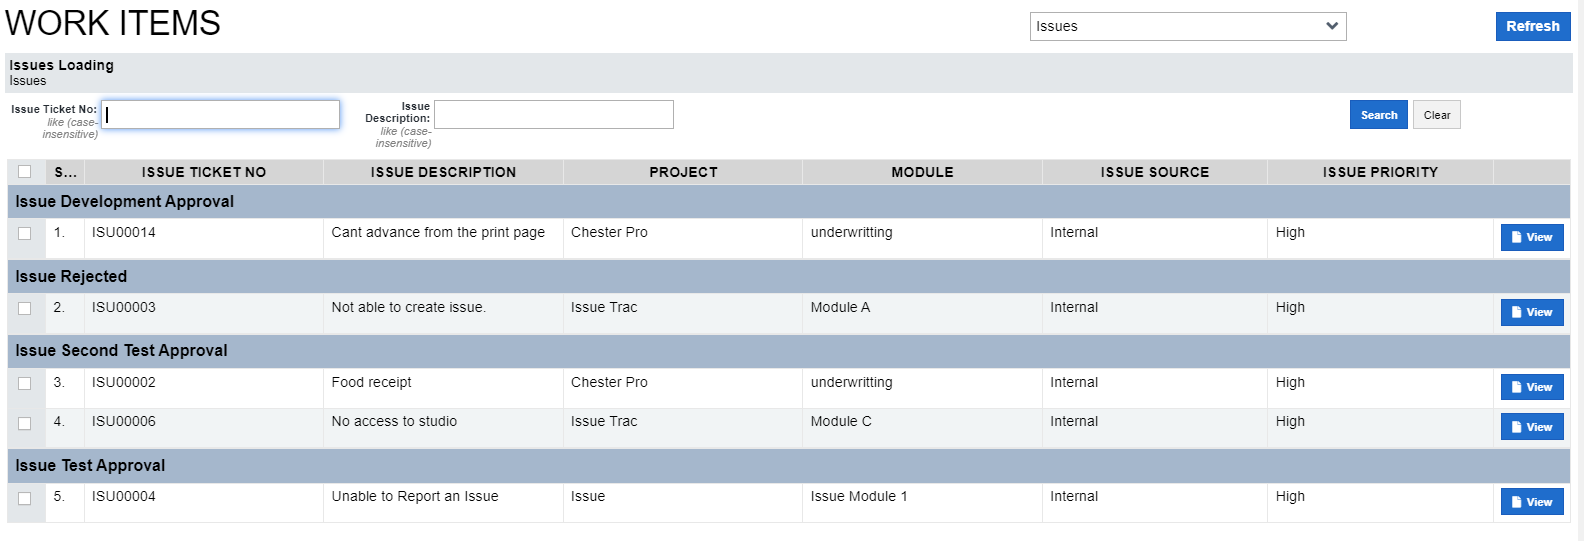 WORK ITEMS
Issues
Refresh
Issues Loading
Issues
Issue Ticket No:
like (case-
insensitive)
Issue
Description:
like (case-
insensitive)
Search
Clear
S... ISSUE TICKET NO ISSUE DESCRIPTION PROJECT MODULE ISSUE SOURCE ISSUE PRIORITY
Issue Development Approval
1. ISU00014 Cant advance from the print page Chester Pro underwritting Internal High View
Issue Rejected
2. ISU00003 Not able to create issue. Issue Trac Module A Internal High View
Issue Second Test Approval
3. ISU00002 Food receipt Chester Pro underwritting Internal High View
4. ISU00006 No access to studio Issue Trac Module C Internal High View
Issue Test Approval
5. ISU00004 Unable to Report an Issue Issue Issue Module 1 Internal High View